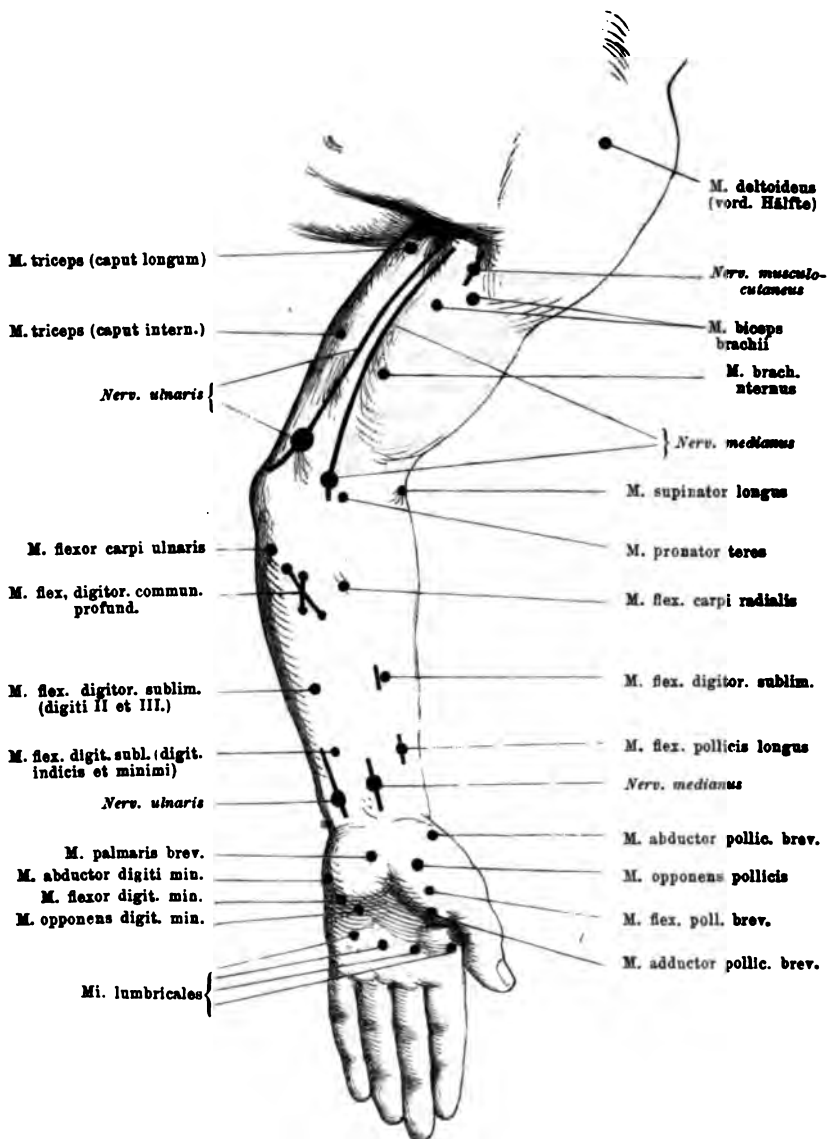 M. deltoideus
(vord. Hälfte)
M. triceps (caput longum)
Nerv. musculo-
cutaneus
M. triceps (caput intern.)
M. biceps
brachii
Nerv. ulnaris
M. brach.
nternus
Nerv. medianus
M. supinator longus
M. flexor carpi ulnaris
M. pronator teres
M. flex, digitor. commun.
profund.
M. flex. carpi radialis
M. flex. digitor. sublim.
(digiti II et III.)
M. flex. digitor. sublim.
M. flex. digit. subl. (digit.
indicis et minimi)
M. flex. pollicis longus
Nerv. ulnaris
Nerv. medianus
M. abductor pollic. brev.
M. palmaris brev.
M. abductor digiti min.
M. opponens pollicis
M. flexor digit. min.
M. opponens digit. min.
M. flex. poll. brev.
M. adductor pollic. brev.
Mi. lumbricales